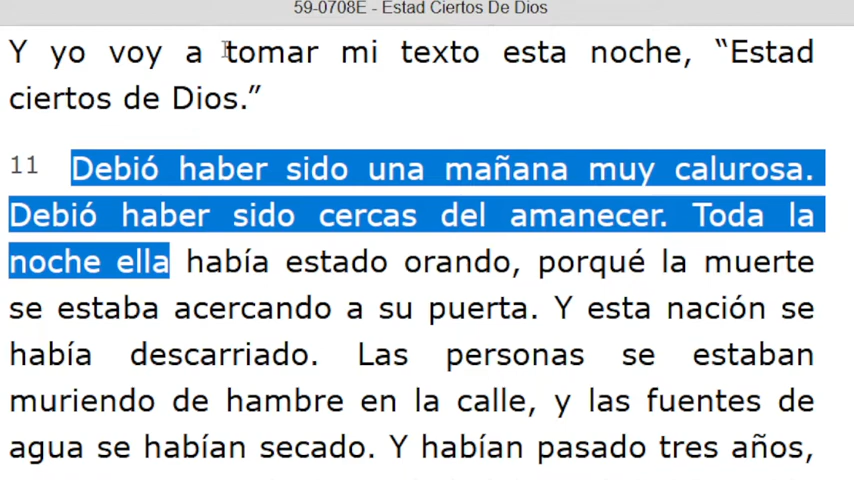 59-0708E - Estad Ciertos De Dios
Y yo voy a tomar mi texto esta noche, “Estad
ciertos de Dios.”
11 Debió haber sido una mañana muy calurosa.
Debió haber sido cercas del amanecer. Toda la
noche ella había estado orando, porqué la muerte
se estaba acercando a su puerta. Y esta nación se
había descarriado. Las personas se estaban
muriendo de hambre en la calle, y las fuentes de
agua se habían secado. Y habían pasado tres años,